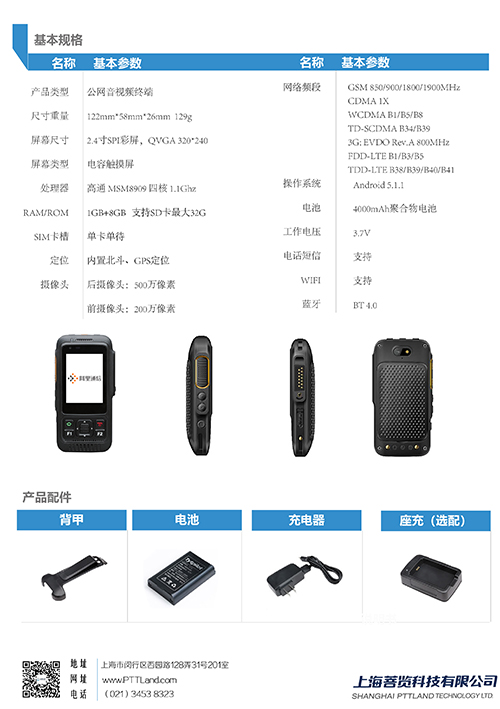 基本规格
名称 基本参数
产品类型 公网音视频终端
尺寸重量 122mm*58mm*26mm 129g
屏幕尺寸 2.4寸SPI彩屏，QVGA 320*240
屏幕类型 电容触摸屏
处理器 高通 MSM8909 四核 1.1Ghz
RAM/ROM 1GB+8GB 支持SD卡最大32G
SIM卡槽 单卡单待
定位 内置北斗、GPS定位
摄像头 后摄像头：500万像素
前摄像头：200万像素
名称 基本参数
网络频段 GSM 850/900/1800/1900MHz
CDMA 1X
WCDMA B1/B5/B8
TD-SCDMA B34/B39
3G: EVDO Rev.A 800MHz
FDD-LTE B1/B3/B5
TDD-LTE B38/B39/B40/B41
操作系统 Android 5.1.1
电池 4000mAh聚合物电池
工作电压 3.7V
电话短信 支持
WIFI 支持
蓝牙 BT 4.0
F1 F2
产品配件
背甲 电池 充电器 座充（选配）
地址 上海市闵行区西园路128弄31号201室
网址 www.PTTLand.com
电话 （021）3453 8323
上海菩览科技有限公司
SHANGHAI PTTLAND TECHNOLOGY LTD.